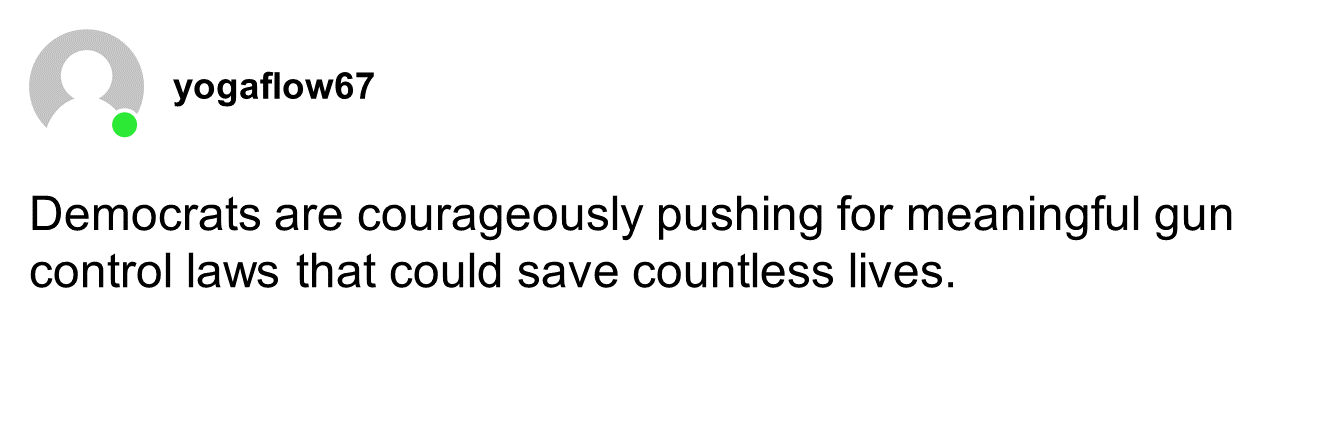 yogaflow67
Democrats are courageously pushing for meaningful gun
control laws that could save countless lives.